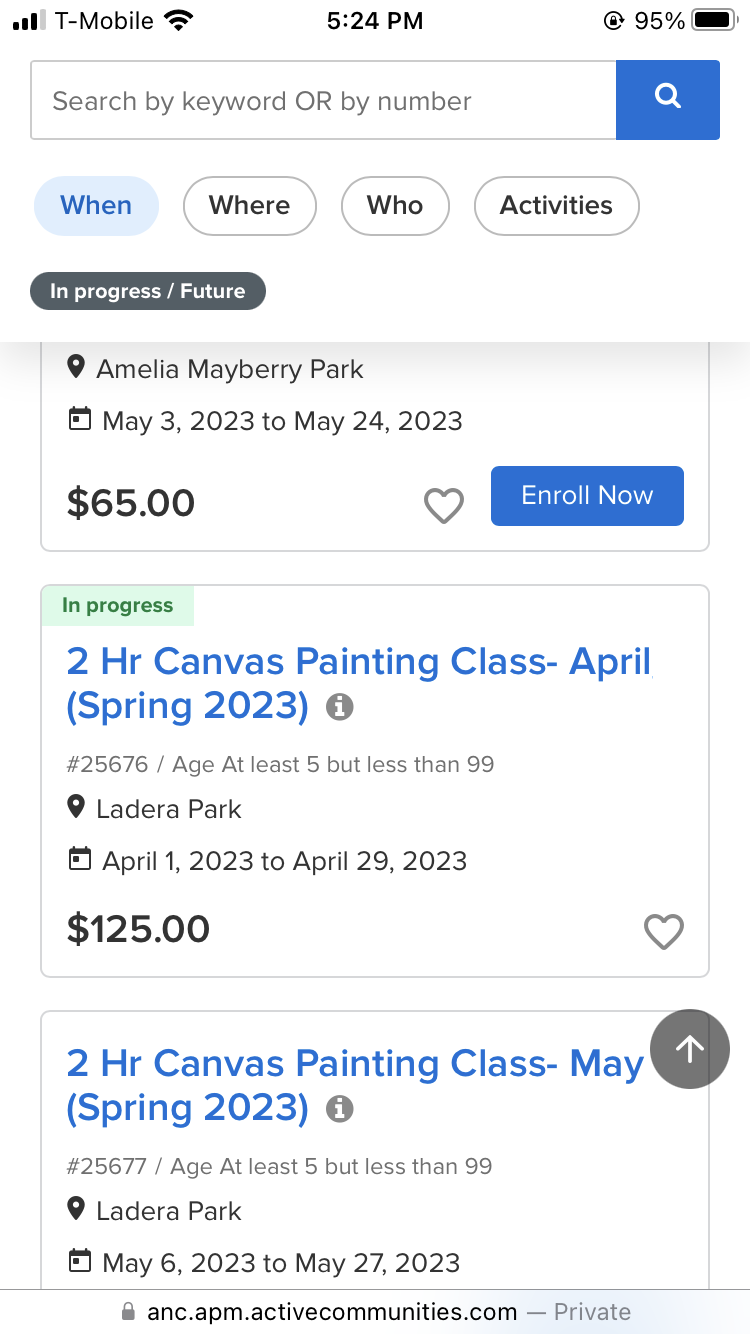 T-Mobile 5:24 PM 95%
Search by keyword OR by number
When Where Who Activities
In progress / Future
Amelia Mayberry Park
May 3, 2023 to May 24, 2023
$65.00 Enroll Now
In progress
2 Hr Canvas Painting Class- April
(Spring 2023)
#25676 / Age At least 5 but less than 99
Ladera Park
April 1, 2023 to April 29, 2023
$125.00
2 Hr Canvas Painting Class- May
(Spring 2023)
#25677 / Age At least 5 but less than 99
Ladera Park
May 6, 2023 to May 27, 2023
anc.apm.activecommunities.com — Private